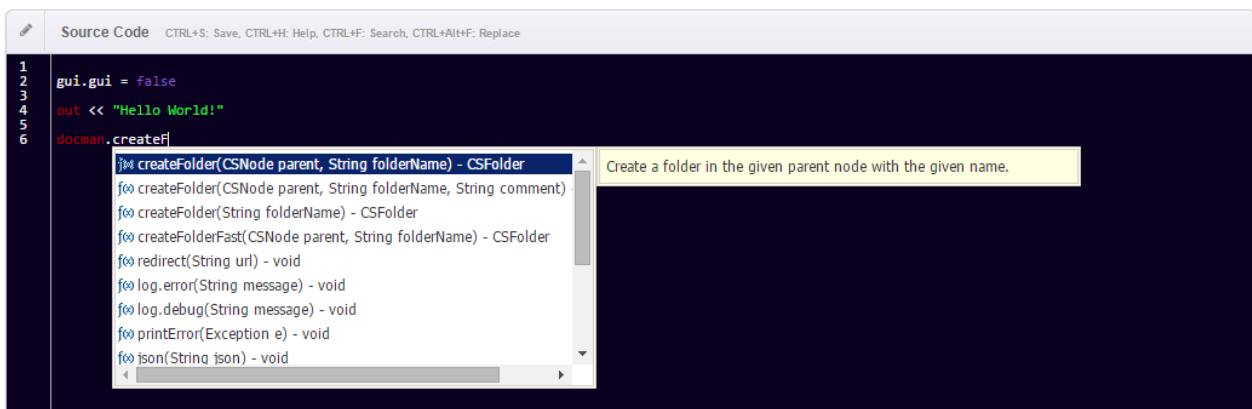 Source Code CTRL+S: Save, CTRL+H: Help, CTRL+F: Search, CTRL+Alt+F: Replace
1
2 gui.gui = false
3
4 out << "Hello World!"
5
6 docman.createF
f(x) createFolder(CSNode parent, String folderName) - CSFolder
Create a folder in the given parent node with the given name.
f(x) createFolder(CSNode parent, String folderName, String comment) -
f(x) createFolder(String folderName) - CSFolder
f(x) createFolderFast(CSNode parent, String folderName) - CSFolder
f(x) redirect(String url) - void
f(x) log.error(String message) - void
f(x) log.debug(String message) - void
f(x) printError(Exception e) - void
f(x) json(String json) - void